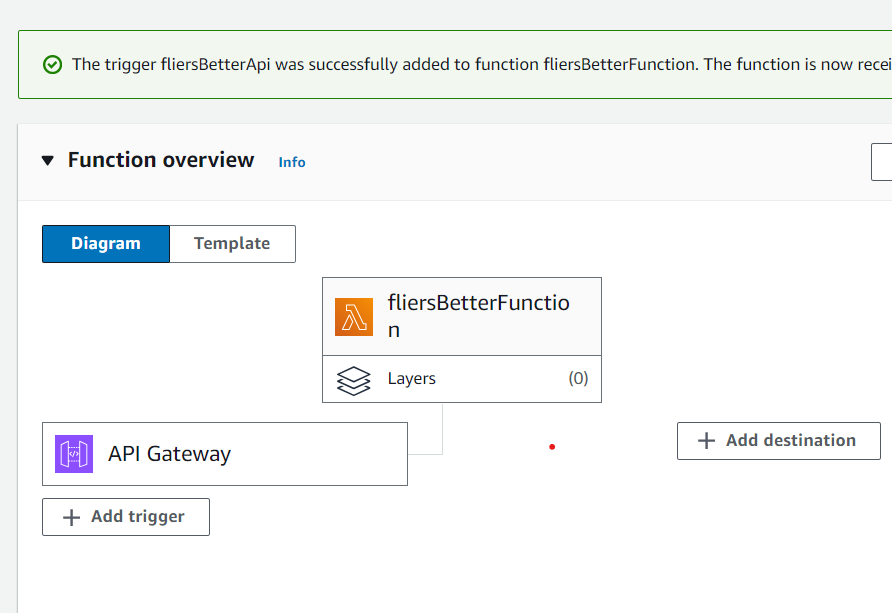 The trigger fliersBetterApi was successfully added to function fliersBetterFunction. The function is now recei
Function overview Info
Diagram Template
fliersBetterFunctio
n
Layers (0)
API Gateway
Add destination
Add trigger